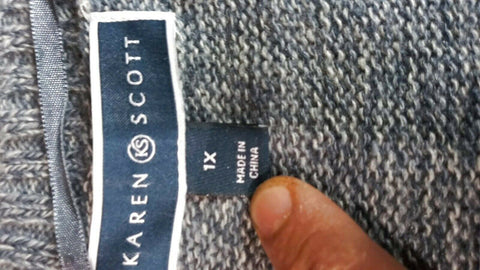 KAREN KS SCOTT
1X
MADE IN
CHINA